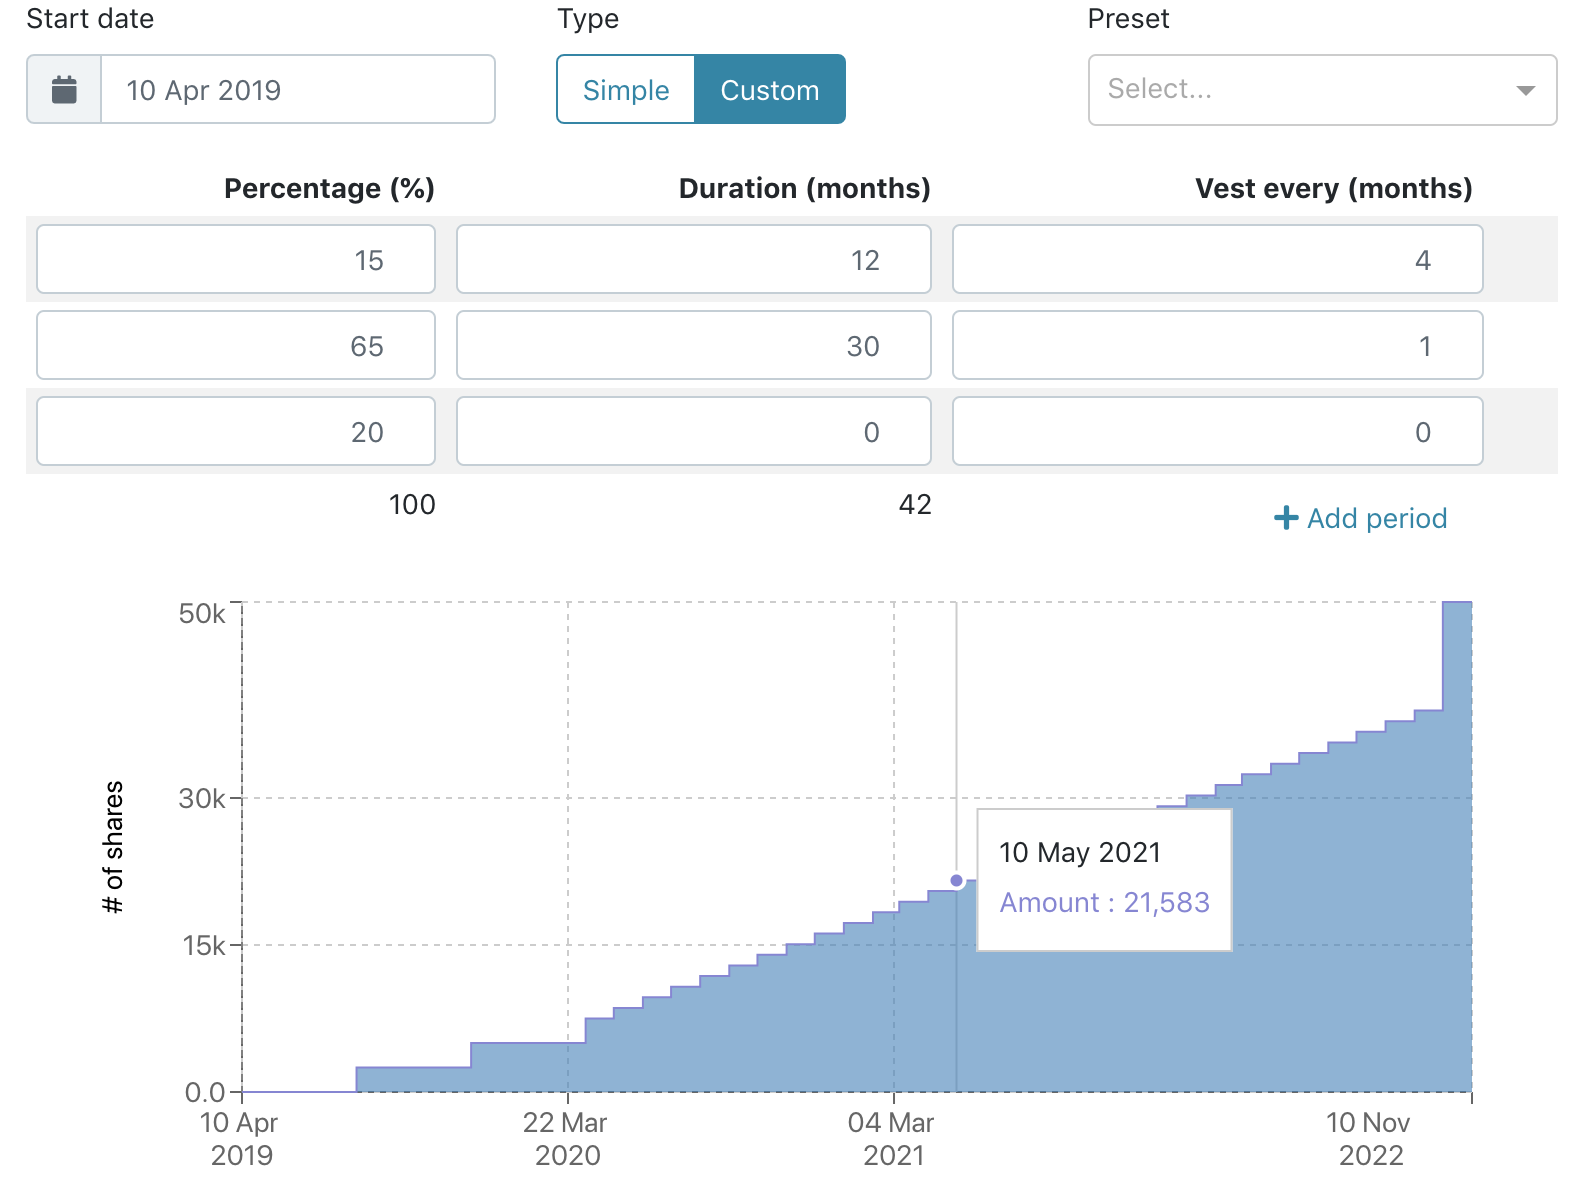 Start date
Type
Preset
10 Apr 2019
Simple
Custom
Select...
Percentage (%)
Duration (months)
Vest every (months)
15
12
4
65
30
1
20
0
0
100
42
Add period
50k
30k
15k
0.0
# of shares
10 May 2021
Amount : 21,583
10 Apr
2019
22 Mar
2020
04 Mar
2021
10 Nov
2022